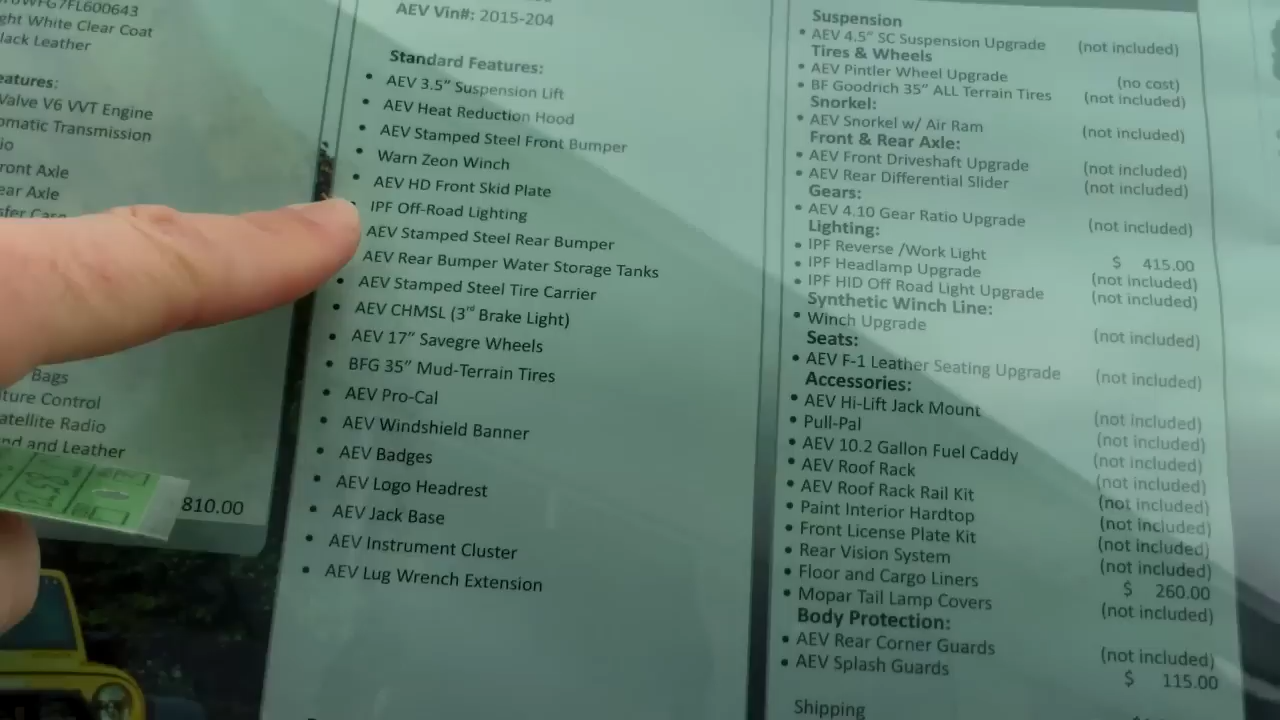 FG7FL600643
ght White Clear Coat
lack Leather
eatures:
Valve V6 VVT Engine
omatic Transmission
io
ront Axle
ear Axle
sfer Case
Bags
ture Control
atellite Radio
nd and Leather
810.00
AEV Vin#: 2015-204
Standard Features:
• AEV 3.5" Suspension Lift
• AEV Heat Reduction Hood
• AEV Stamped Steel Front Bumper
• Warn Zeon Winch
• AEV HD Front Skid Plate
• IPF Off-Road Lighting
AEV Stamped Steel Rear Bumper
AEV Rear Bumper Water Storage Tanks
• AEV Stamped Steel Tire Carrier
• AEV CHMSL (3rd Brake Light)
• AEV 17" Savegre Wheels
• BFG 35" Mud-Terrain Tires
• AEV Pro-Cal
• AEV Windshield Banner
• AEV Badges
• AEV Logo Headrest
• AEV Jack Base
• AEV Instrument Cluster
• AEV Lug Wrench Extension
Suspension
• AEV 4.5" SC Suspension Upgrade (not included)
Tires & Wheels
• AEV Pintler Wheel Upgrade (no cost)
• BF Goodrich 35" ALL Terrain Tires (not included)
Snorkel:
• AEV Snorkel w/ Air Ram (not included)
Front & Rear Axle:
• AEV Front Driveshaft Upgrade (not included)
• AEV Rear Differential Slider (not included)
Gears:
• AEV 4.10 Gear Ratio Upgrade (not included)
Lighting:
• IPF Reverse /Work Light $ 415.00
• IPF Headlamp Upgrade (not included)
• IPF HID Off Road Light Upgrade (not included)
Synthetic Winch Line:
• Winch Upgrade (not included)
Seats:
• AEV F-1 Leather Seating Upgrade (not included)
Accessories:
• AEV Hi-Lift Jack Mount (not included)
• Pull-Pal (not included)
• AEV 10.2 Gallon Fuel Caddy (not included)
• AEV Roof Rack (not included)
• AEV Roof Rack Rail Kit (not included)
• Paint Interior Hardtop (not included)
• Front License Plate Kit (not included)
• Rear Vision System (not included)
• Floor and Cargo Liners $ 260.00
• Mopar Tail Lamp Covers (not included)
Body Protection:
• AEV Rear Corner Guards (not included)
• AEV Splash Guards $ 115.00
Shipping